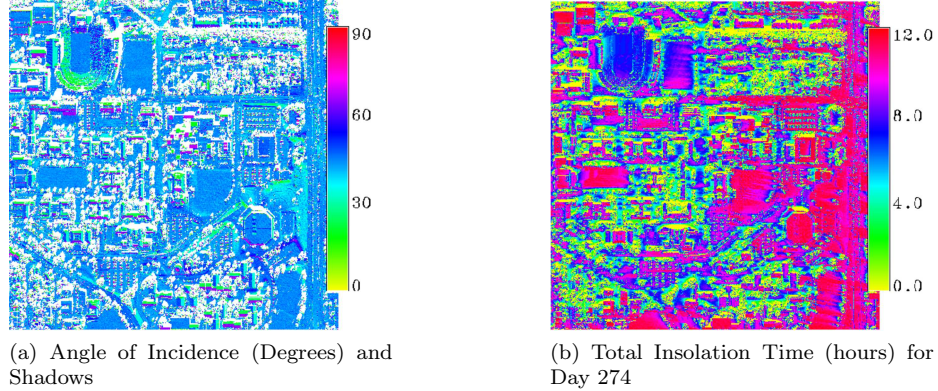 90
60
30
0
12.0
8.0
4.0
0.0
(a) Angle of Incidence (Degrees) and
Shadows
(b) Total Insolation Time (hours) for
Day 274